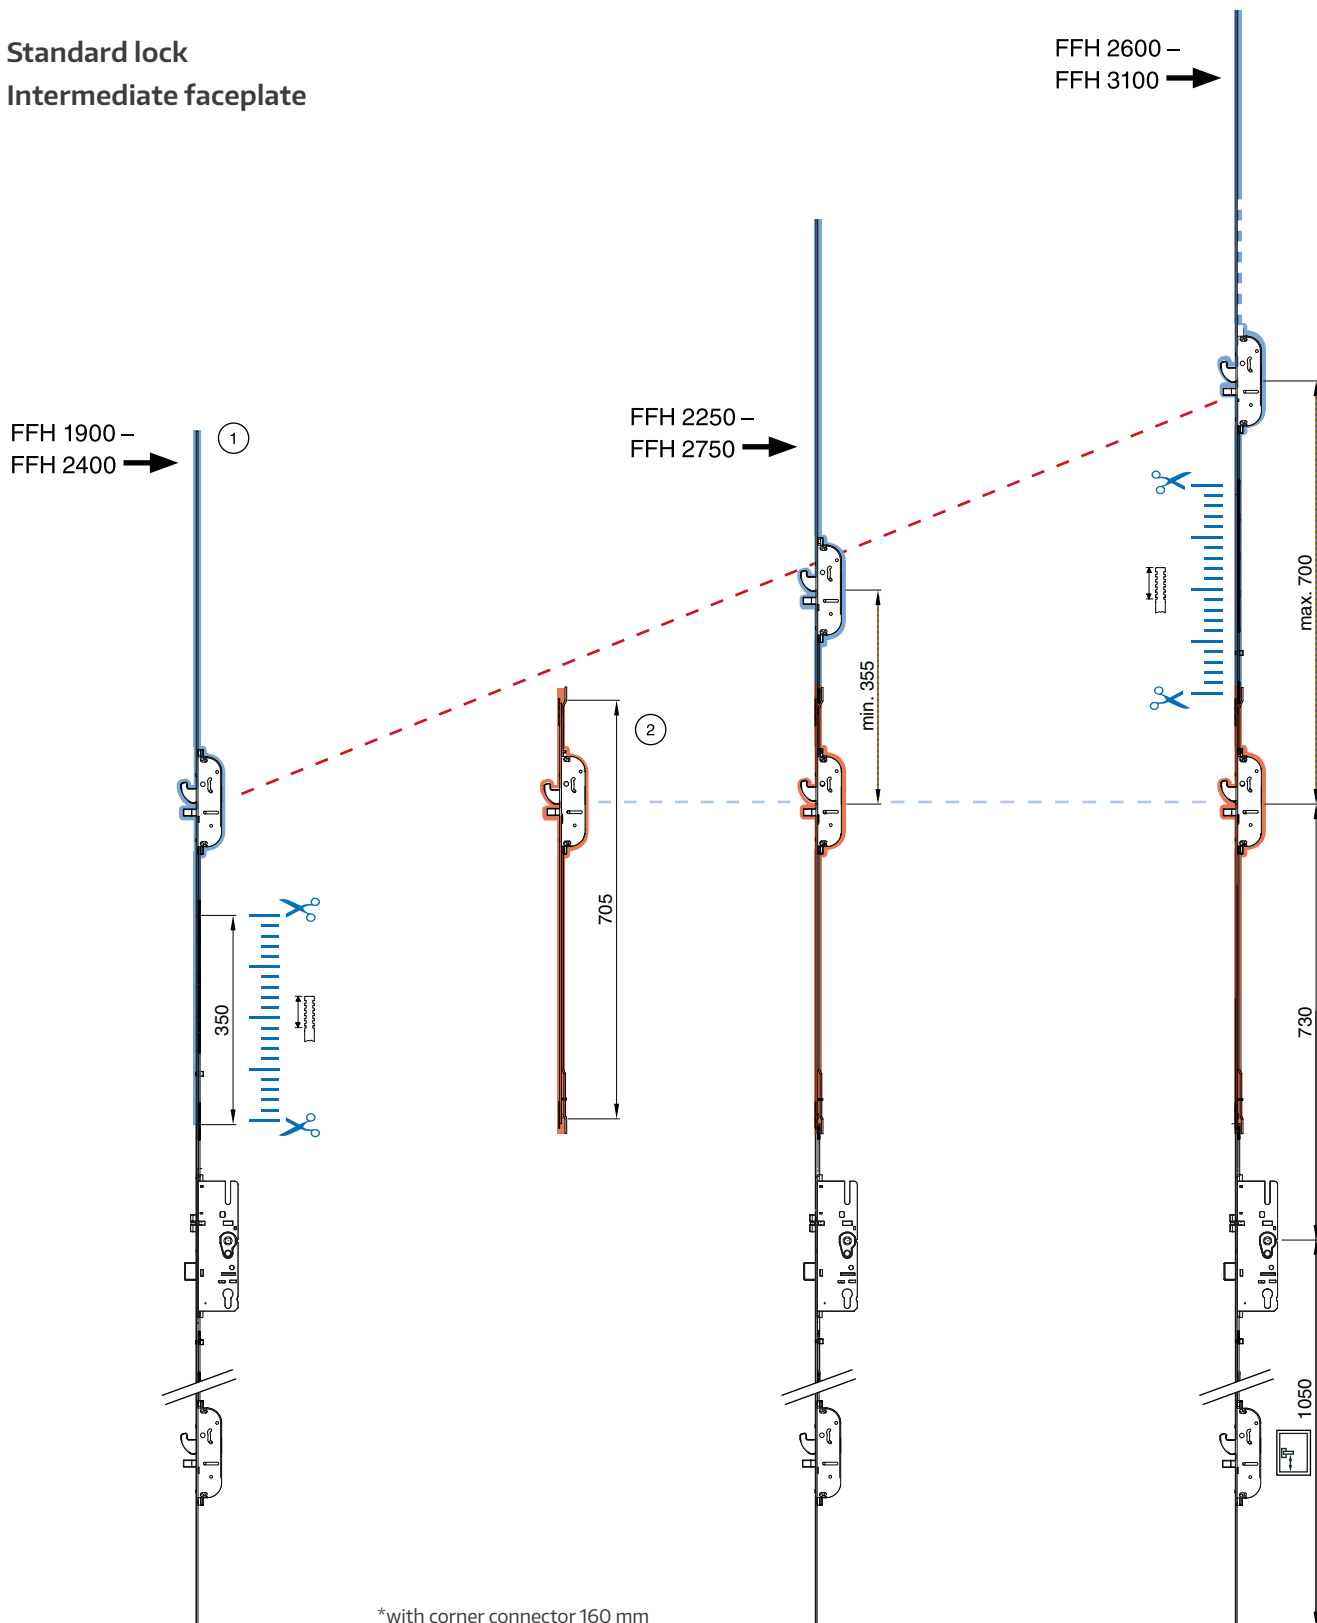 Standard lock
Intermediate faceplate
FFH 2600 –
FFH 3100
FFH 1900 –
FFH 2400
1
FFH 2250 –
FFH 2750
max. 700
min. 355
2
705
350
730
1050
*with corner connector 160 mm